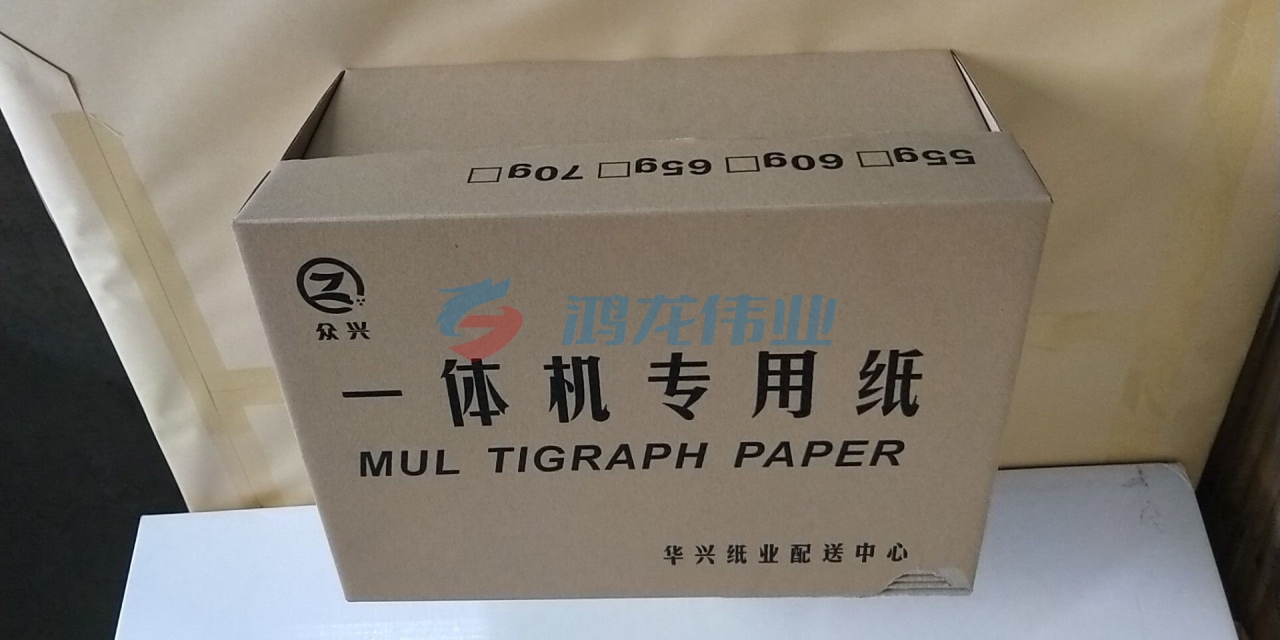 55g□ 60g□ 65g□ 70g□
众兴
鸿龙伟业
一体机专用纸
MUL TIGRAPH PAPER
华兴纸业配送中心